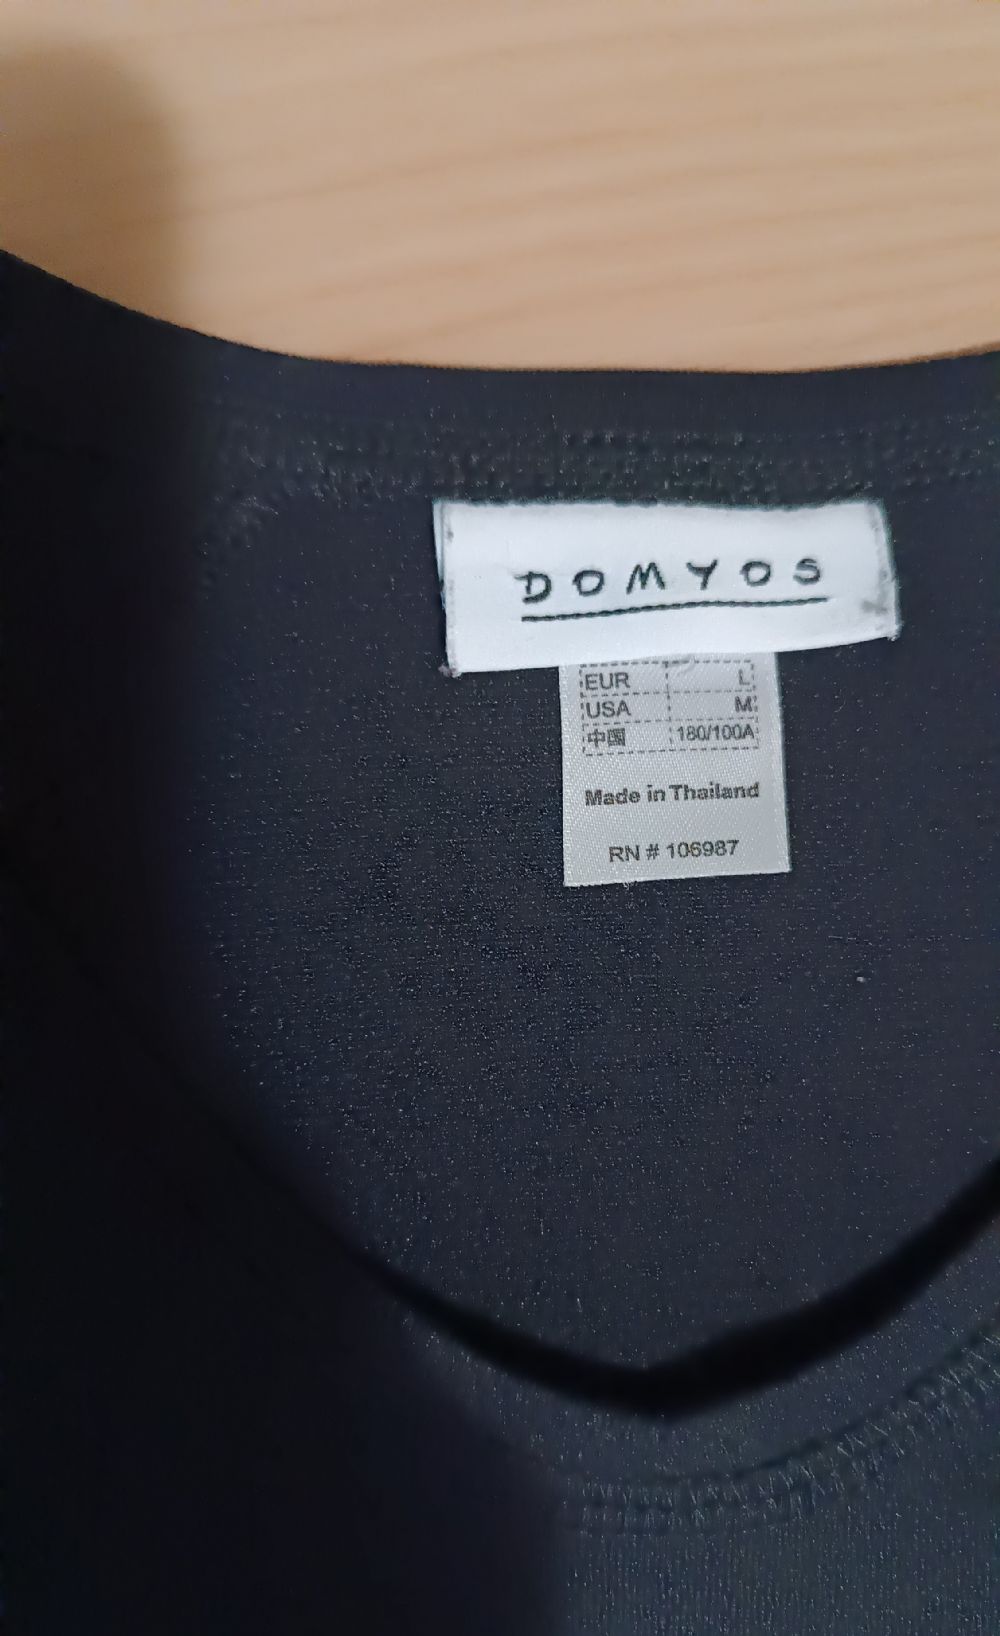 DOMYOS
EUR L
USA M
中国 180/100A
Made in Thailand
RN # 106987